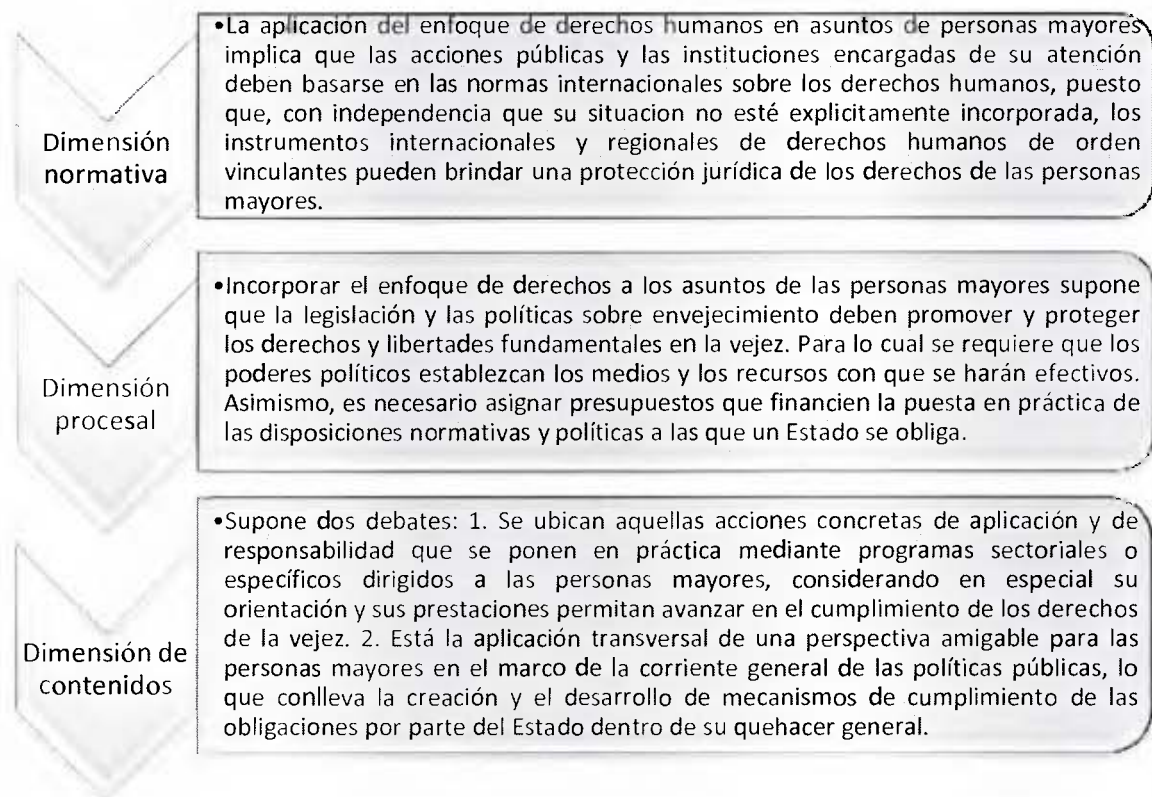 •La aplicación del enfoque de derechos humanos en asuntos de personas mayores
implica que las acciones públicas y las instituciones encargadas de su atención
deben basarse en las normas internacionales sobre los derechos humanos, puesto
que, con independencia que su situacion no esté explicitamente incorporada, los
instrumentos internacionales y regionales de derechos humanos de orden
vinculantes pueden brindar una protección jurídica de los derechos de las personas
mayores.
Dimensión
normativa
•Incorporar el enfoque de derechos a los asuntos de las personas mayores supone
que la legislación y las políticas sobre envejecimiento deben promover y proteger
los derechos y libertades fundamentales en la vejez. Para lo cual se requiere que los
poderes políticos establezcan los medios y los recursos con que se harán efectivos.
Asimismo, es necesario asignar presupuestos que financien la puesta en práctica de
las disposiciones normativas y políticas a las que un Estado se obliga.
Dimensión
procesal
•Supone dos debates: 1. Se ubican aquellas acciones concretas de aplicación y de
responsabilidad que se ponen en práctica mediante programas sectoriales o
específicos dirigidos a las personas mayores, considerando en especial su
orientación y sus prestaciones permitan avanzar en el cumplimiento de los derechos
de la vejez. 2. Está la aplicación transversal de una perspectiva amigable para las
personas mayores en el marco de la corriente general de las políticas públicas, lo
que conlleva la creación y el desarrollo de mecanismos de cumplimiento de las
obligaciones por parte del Estado dentro de su quehacer general.
Dimensión de
contenidos